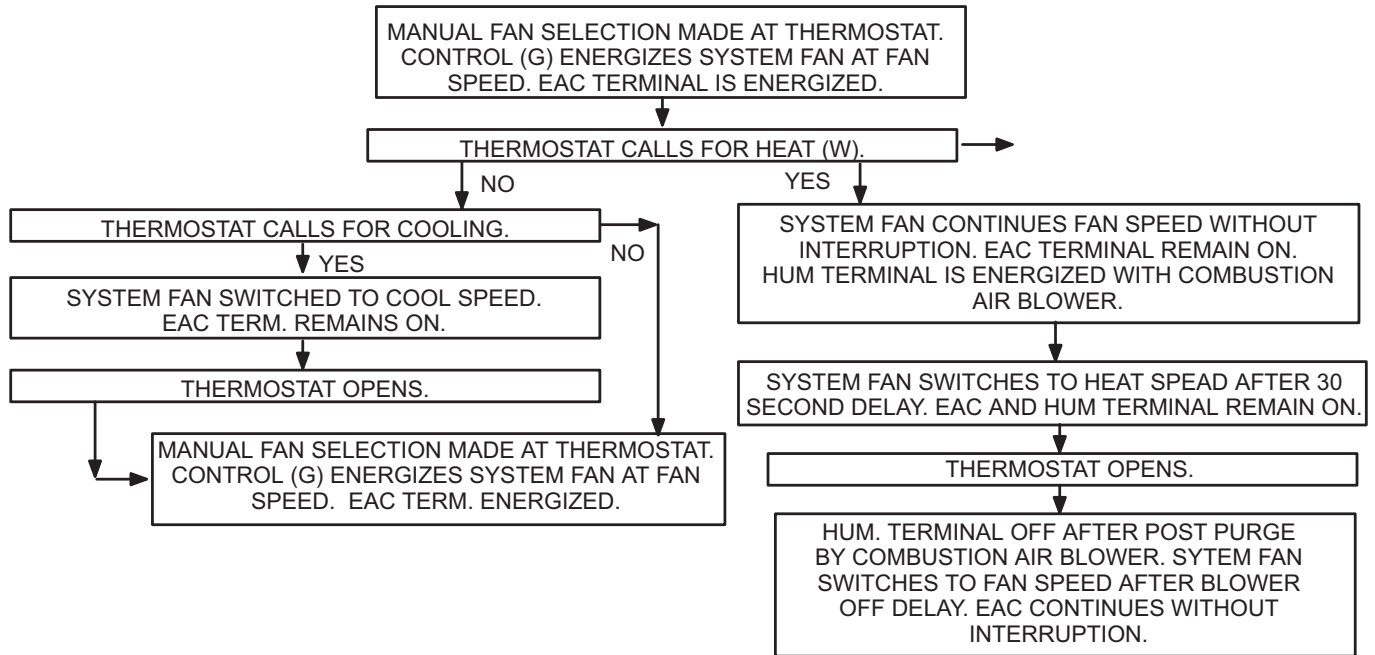 MANUAL FAN SELECTION MADE AT THERMOSTAT.
CONTROL (G) ENERGIZES SYSTEM FAN AT FAN
SPEED. EAC TERMINAL IS ENERGIZED.
THERMOSTAT CALLS FOR HEAT (W).
NO
YES
THERMOSTAT CALLS FOR COOLING.
NO
YES
SYSTEM FAN SWITCHED TO COOL SPEED.
EAC TERM. REMAINS ON.
THERMOSTAT OPENS.
MANUAL FAN SELECTION MADE AT THERMOSTAT.
CONTROL (G) ENERGIZES SYSTEM FAN AT FAN
SPEED. EAC TERM. ENERGIZED.
SYSTEM FAN CONTINUES FAN SPEED WITHOUT
INTERRUPTION. EAC TERMINAL REMAIN ON.
HUM TERMINAL IS ENERGIZED WITH COMBUSTION
AIR BLOWER.
SYSTEM FAN SWITCHES TO HEAT SPEAD AFTER 30
SECOND DELAY. EAC AND HUM TERMINAL REMAIN ON.
THERMOSTAT OPENS.
HUM. TERMINAL OFF AFTER POST PURGE
BY COMBUSTION AIR BLOWER. SYTEM FAN
SWITCHES TO FAN SPEED AFTER BLOWER
OFF DELAY. EAC CONTINUES WITHOUT
INTERRUPTION.